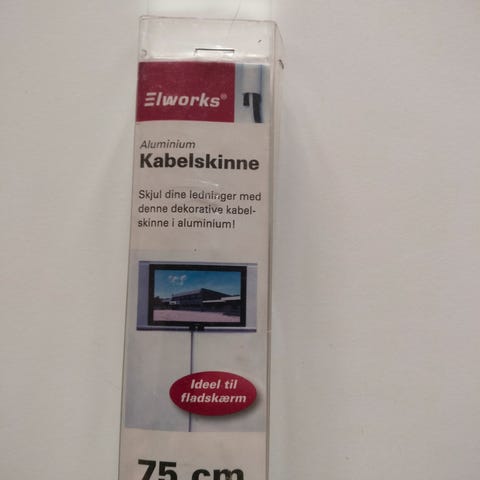 Elworks®
Aluminium
Kabelskinne
Skjul dine ledninger med
denne dekorative kabel-
skinne i aluminium!
Ideel til
fladskærm
75 cm